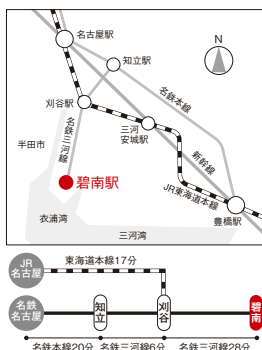 名古屋駅
N
知立駅
名鉄本線
刈谷駅
名鉄三河線
三河
安城駅
半田市
新幹線
碧南駅
JR東海道本線
豊橋駅
衣浦湾
三河湾
JR
名古屋
東海道本線17分
名鉄
名古屋
知立
刈谷
碧南
名鉄本線20分
名鉄三河線6分
名鉄三河線28分